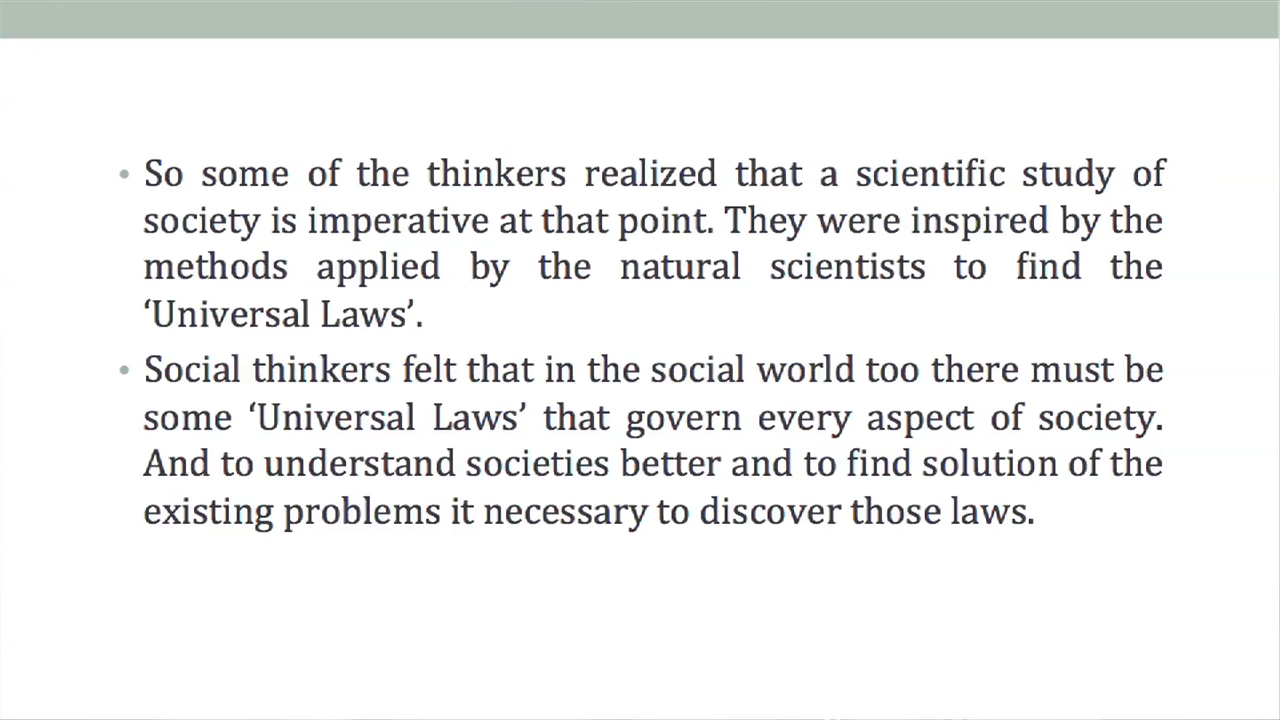 • So some of the thinkers realized that a scientific study of
society is imperative at that point. They were inspired by the
methods applied by the natural scientists to find the
‘Universal Laws’.
• Social thinkers felt that in the social world too there must be
some ‘Universal Laws’ that govern every aspect of society.
And to understand societies better and to find solution of the
existing problems it necessary to discover those laws.